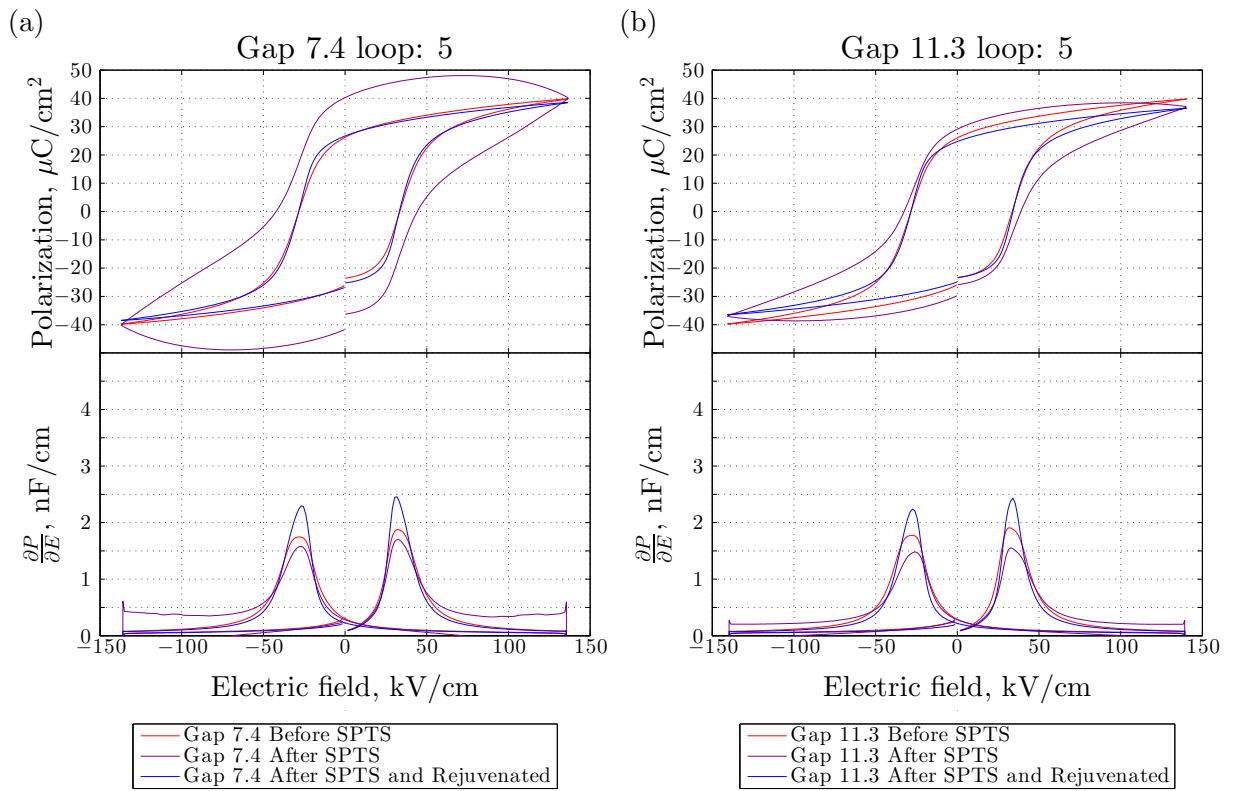 (a)
Gap 7.4 loop: 5
50
40
30
20
10
0
−10
−20
−30
−40
Polarization, μC/cm²
4
3
2
1
0
∂P/∂E, nF/cm
−150 −100 −50 0 50 100 150
Electric field, kV/cm
Gap 7.4 Before SPTS
Gap 7.4 After SPTS
Gap 7.4 After SPTS and Rejuvenated
(b)
Gap 11.3 loop: 5
50
40
30
20
10
0
−10
−20
−30
−40
Polarization, μC/cm²
4
3
2
1
0
∂P/∂E, nF/cm
−150 −100 −50 0 50 100 150
Electric field, kV/cm
Gap 11.3 Before SPTS
Gap 11.3 After SPTS
Gap 11.3 After SPTS and Rejuvenated